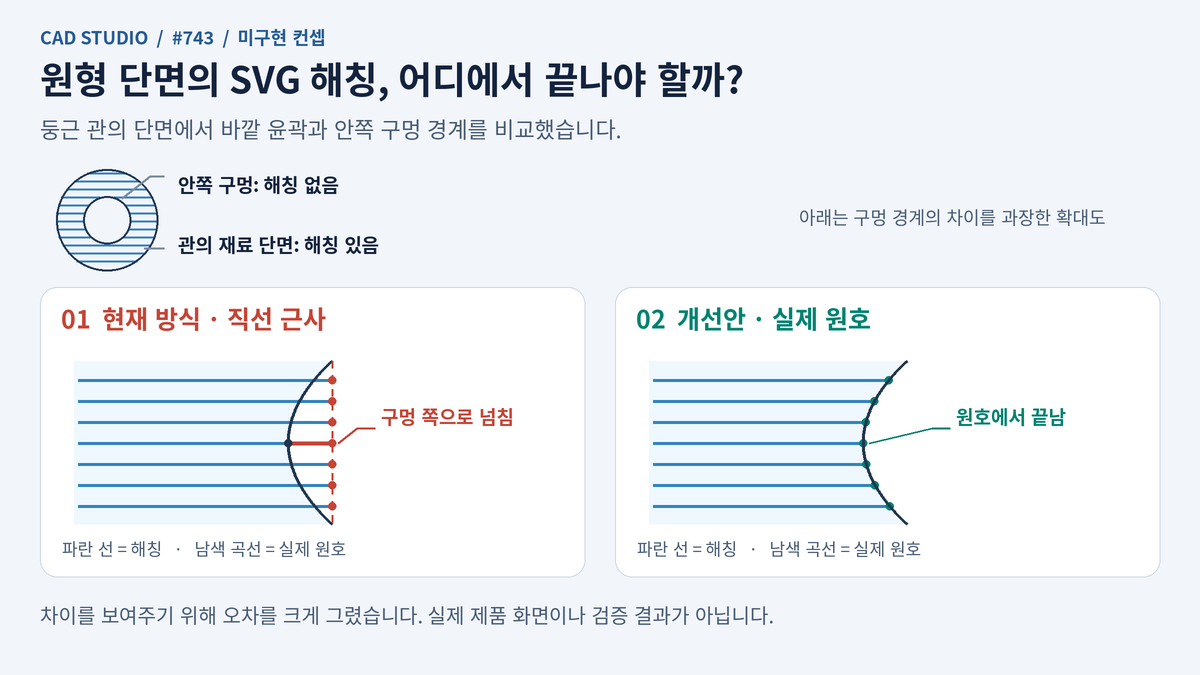 CAD STUDIO / #743 / 미구현 컨셉
원형 단면의 SVG 해칭, 어디에서 끝나야 할까?
둥근 관의 단면에서 바깥 윤곽과 안쪽 구멍 경계를 비교했습니다.
안쪽 구멍: 해칭 없음
관의 재료 단면: 해칭 있음
아래는 구멍 경계의 차이를 과장한 확대도
01 현재 방식 · 직선 근사
구멍 쪽으로 넘침
파란 선 = 해칭 · 남색 곡선 = 실제 원호
02 개선안 · 실제 원호
원호에서 끝남
파란 선 = 해칭 · 남색 곡선 = 실제 원호
차이를 보여주기 위해 오차를 크게 그렸습니다. 실제 제품 화면이나 검증 결과가 아닙니다.